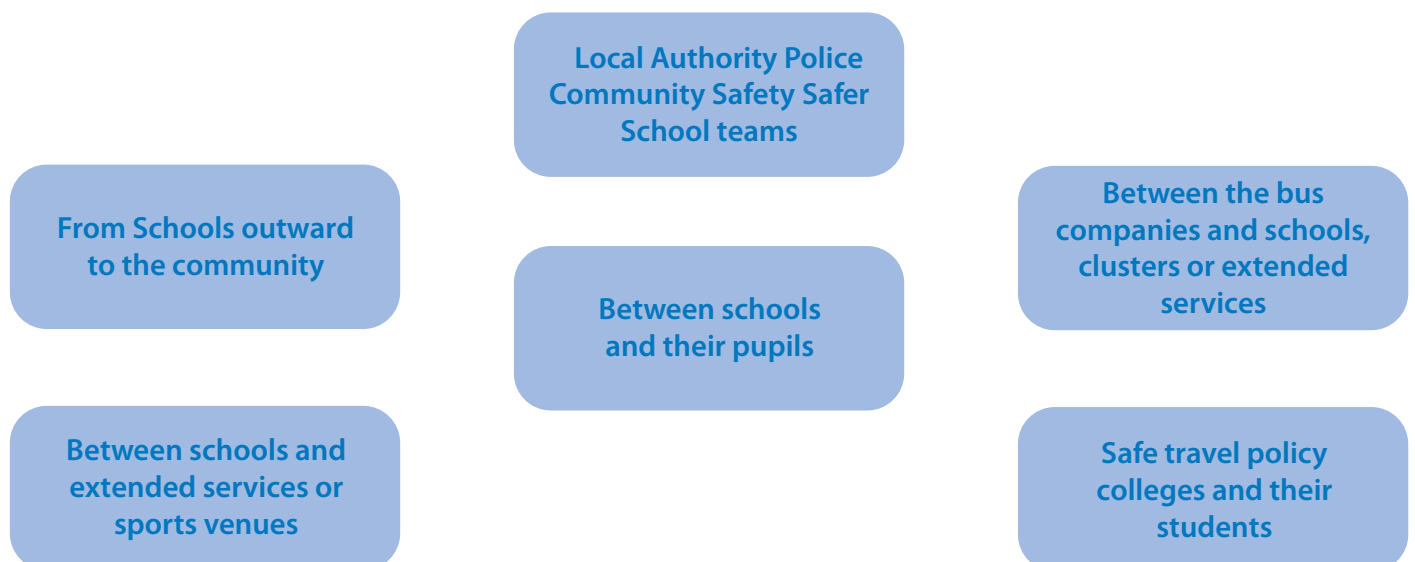 Local Authority Police
Community Safety Safer
School teams
From Schools outward
to the community
Between the bus
companies and schools,
clusters or extended
services
Between schools
and their pupils
Between schools and
extended services or
sports venues
Safe travel policy
colleges and their
students